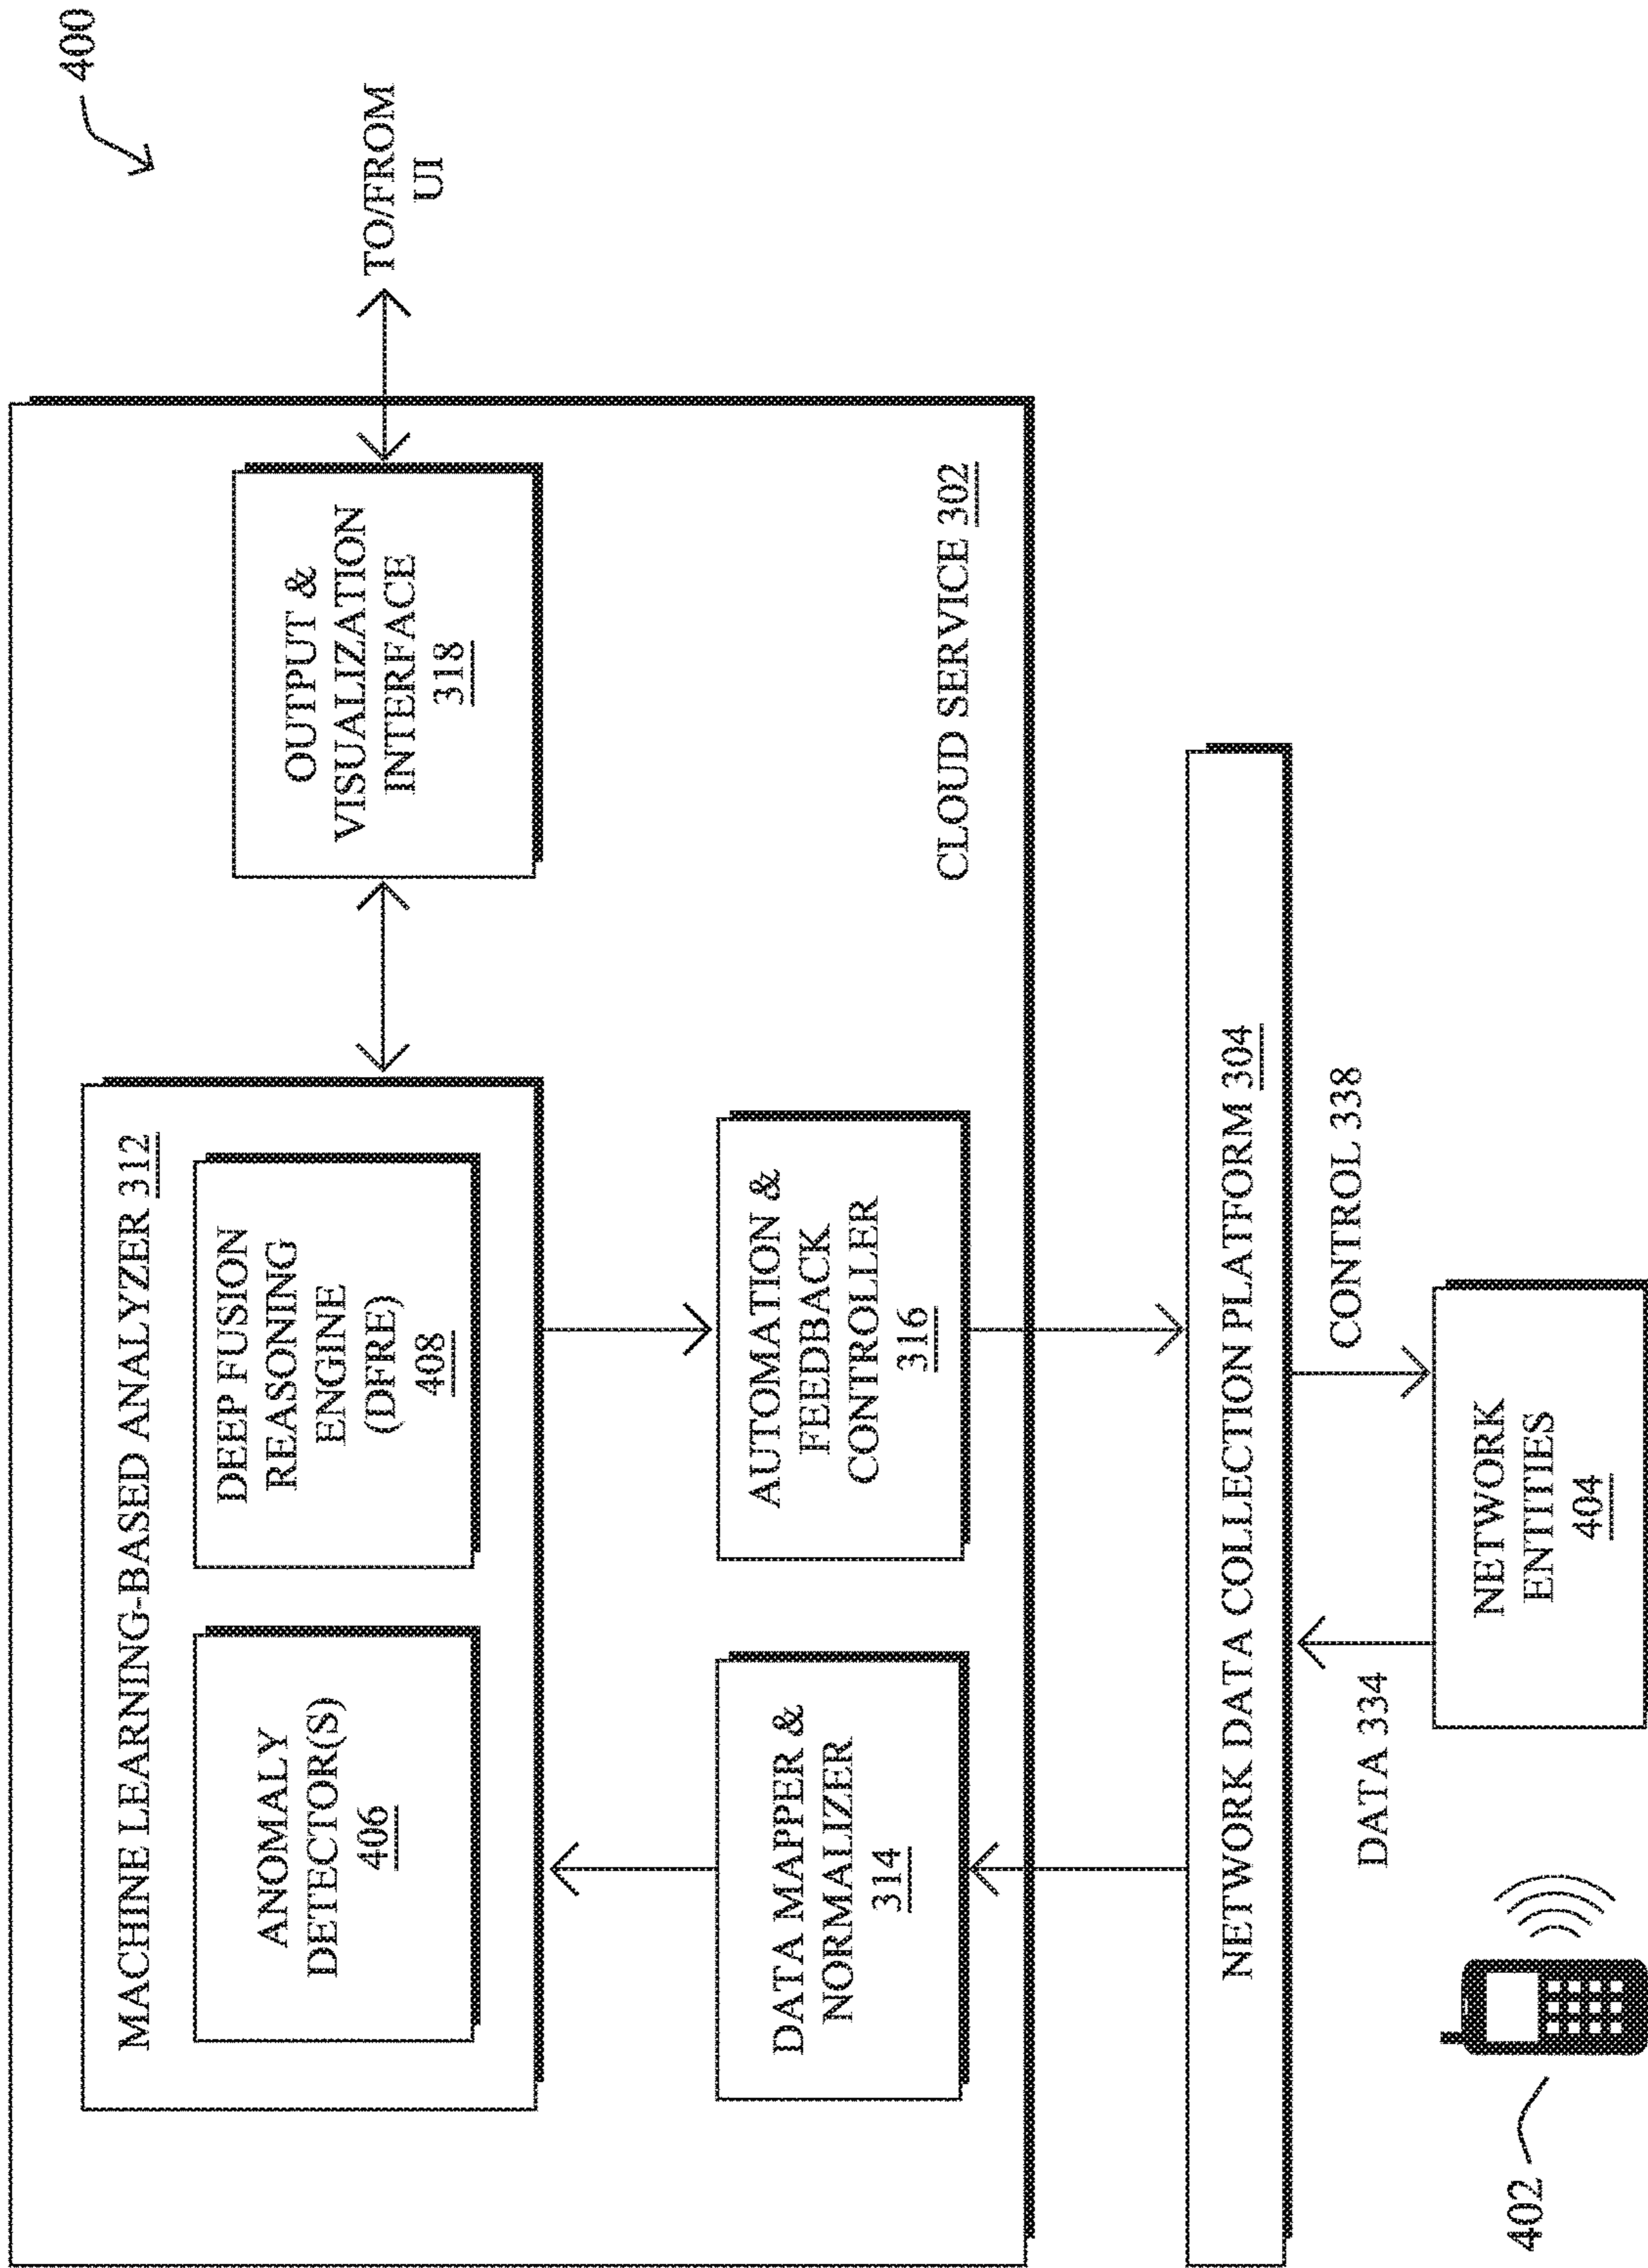 400
MACHINE LEARNING-BASED ANALYZER 312
ANOMALY
DETECTOR(S)
406
DEEP FUSION
REASONING
ENGINE
(DFRE)
408
OUTPUT &
VISUALIZATION
INTERFACE
318
TO/FROM
UI
DATA MAPPER &
NORMALIZER
314
AUTOMATION &
FEEDBACK
CONTROLLER
316
CLOUD SERVICE 302
NETWORK DATA COLLECTION PLATFORM 304
DATA 334
CONTROL 338
402
NETWORK
ENTITIES
404